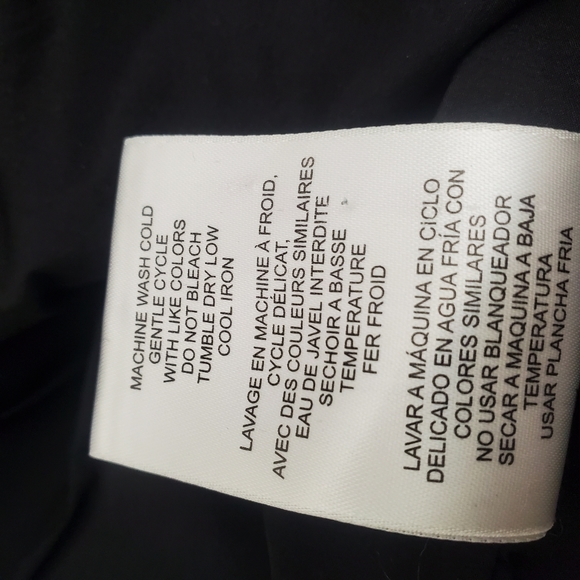 MACHINE WASH COLD
GENTLE CYCLE
WITH LIKE COLORS
DO NOT BLEACH
TUMBLE DRY LOW
COOL IRON
LAVAGE EN MACHINE À FROID,
CYCLE DÉLICAT,
AVEC DES COULEURS SIMILAIRES
EAU DE JAVEL INTERDITE
SECHOIR A BASSE
TEMPERATURE
FER FROID
LAVAR A MÁQUINA EN CiCLO
DELICADO EN AGUA FRÍA CON
COLORES SIMILARES
NO USAR BLANQUEADOR
SECAR A MAQUINA A BAJA
TEMPERATURA
USAR PLANCHA FRIA